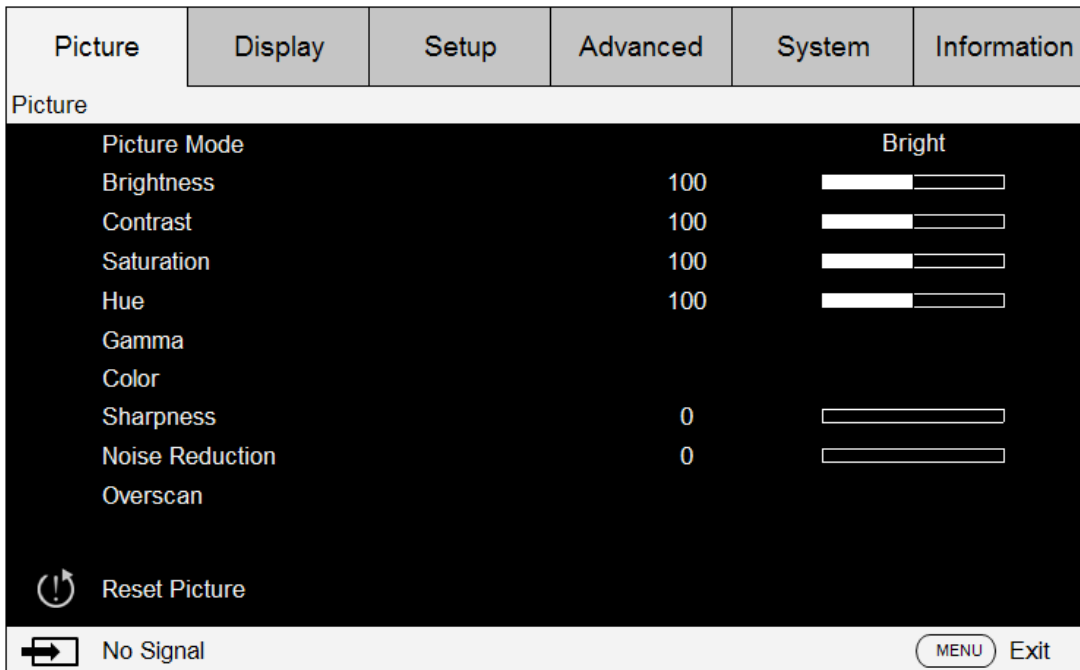 Picture Display Setup Advanced System Information
Picture
Picture Mode Bright
Brightness 100
Contrast 100
Saturation 100
Hue 100
Gamma
Color
Sharpness 0
Noise Reduction 0
Overscan
Reset Picture
No Signal MENU Exit